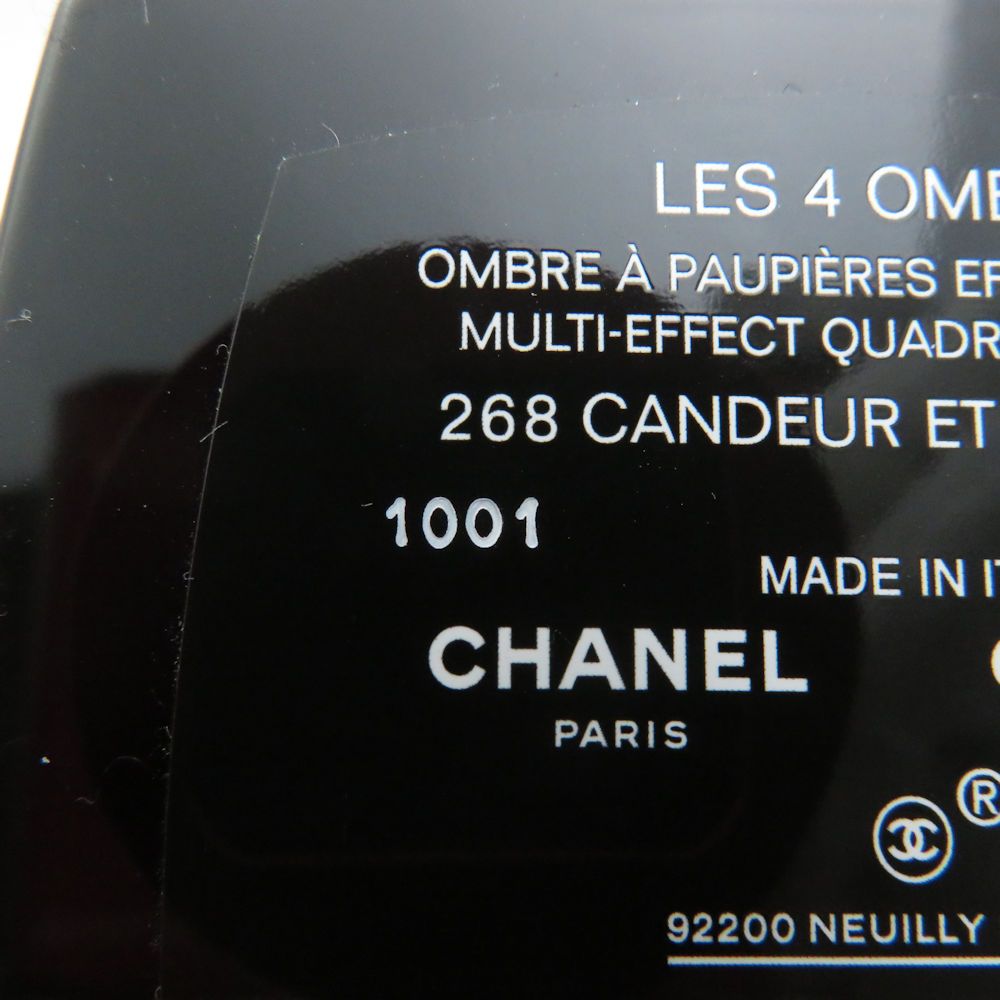 LES 4 OMB
OMBRE À PAUPIÈRES EF
MULTI-EFFECT QUADR
268 CANDEUR ET
1001
MADE IN IT
CHANEL
PARIS
®
92200 NEUILLY